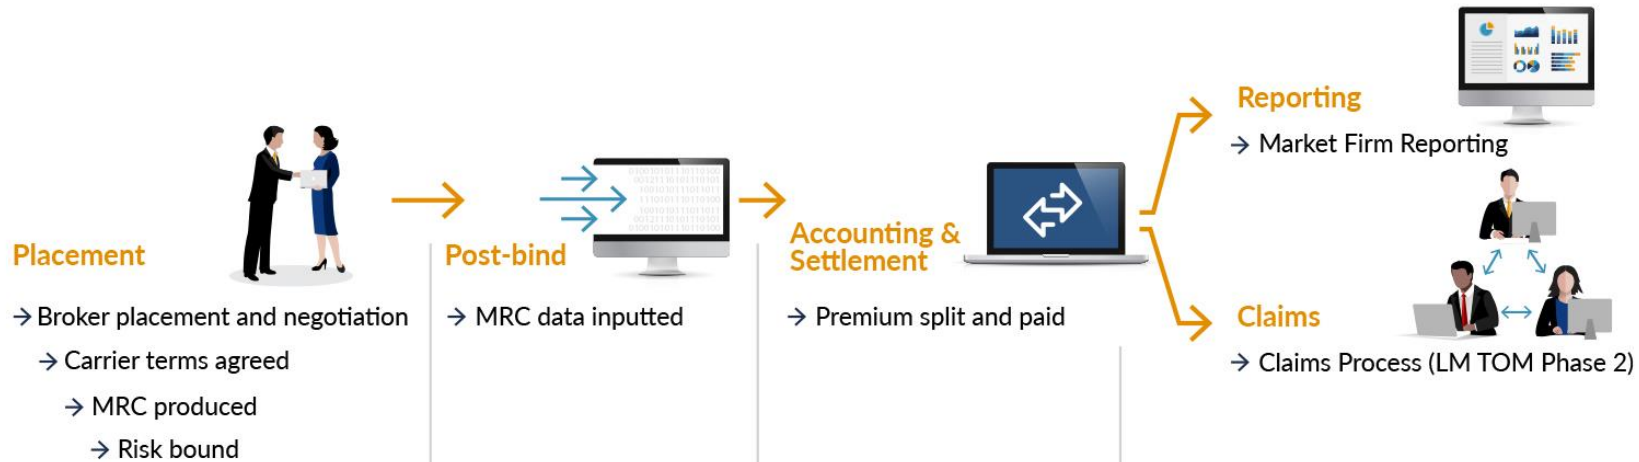 Placement
→ Broker placement and negotiation
→ Carrier terms agreed
→ MRC produced
→ Risk bound
Post-bind
→ MRC data inputted
Accounting &
Settlement
→ Premium split and paid
Reporting
→ Market Firm Reporting
Claims
→ Claims Process (LM TOM Phase 2)